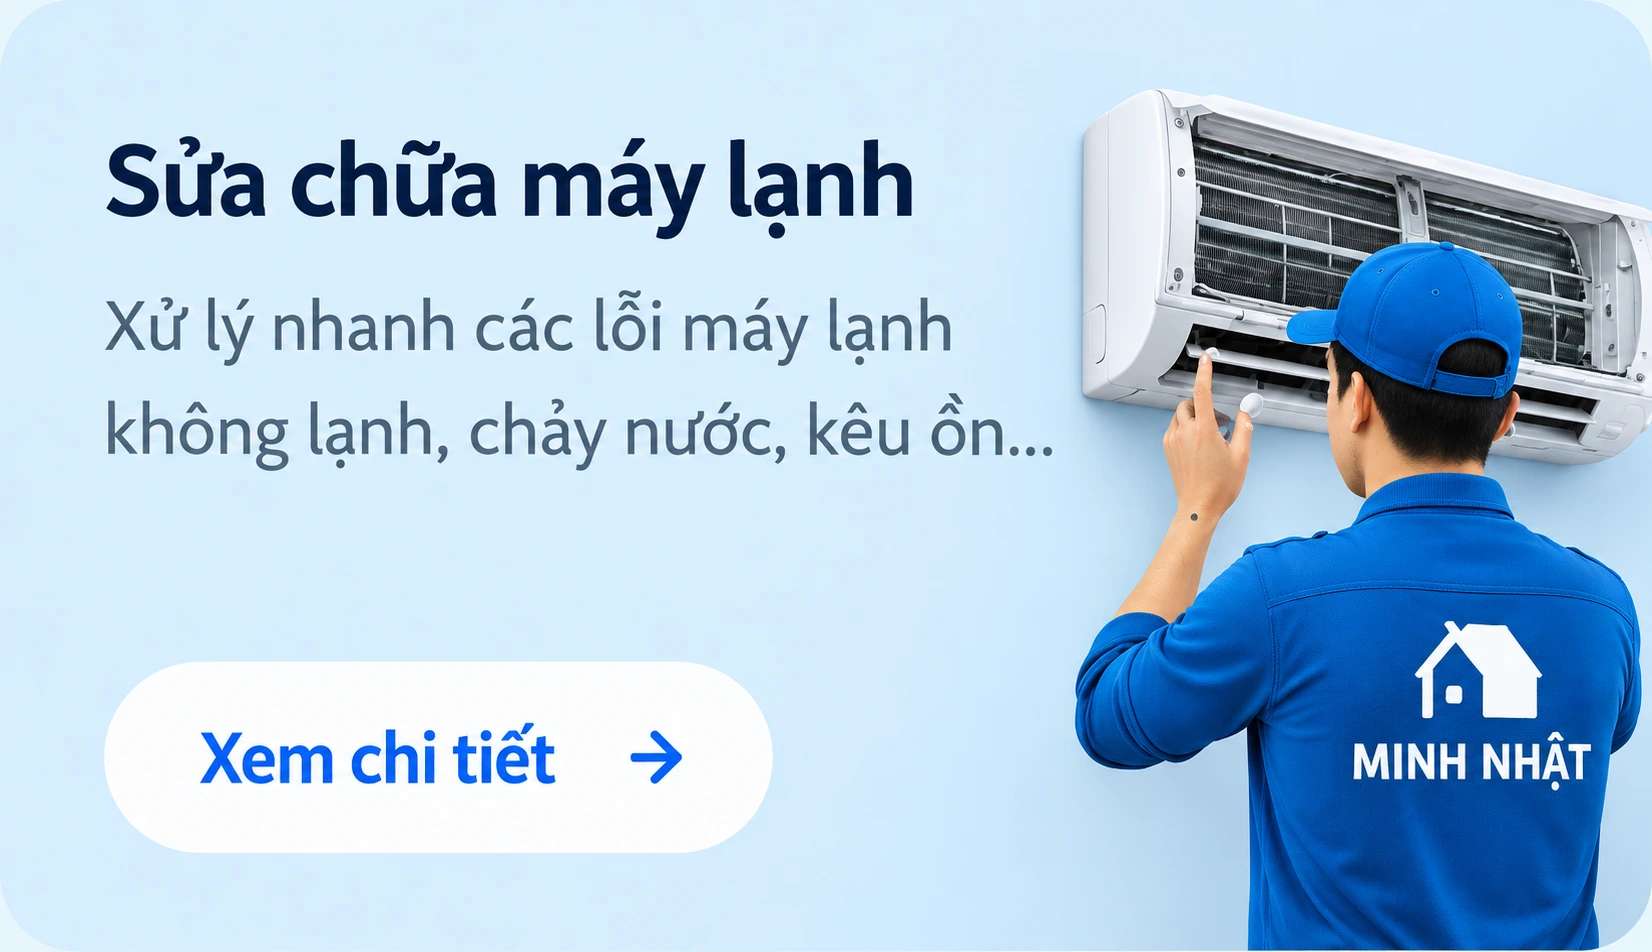 Sửa chữa máy lạnh
Xử lý nhanh các lỗi máy lạnh
không lạnh, chảy nước, kêu ồn...
Xem chi tiết
MINH NHẬT